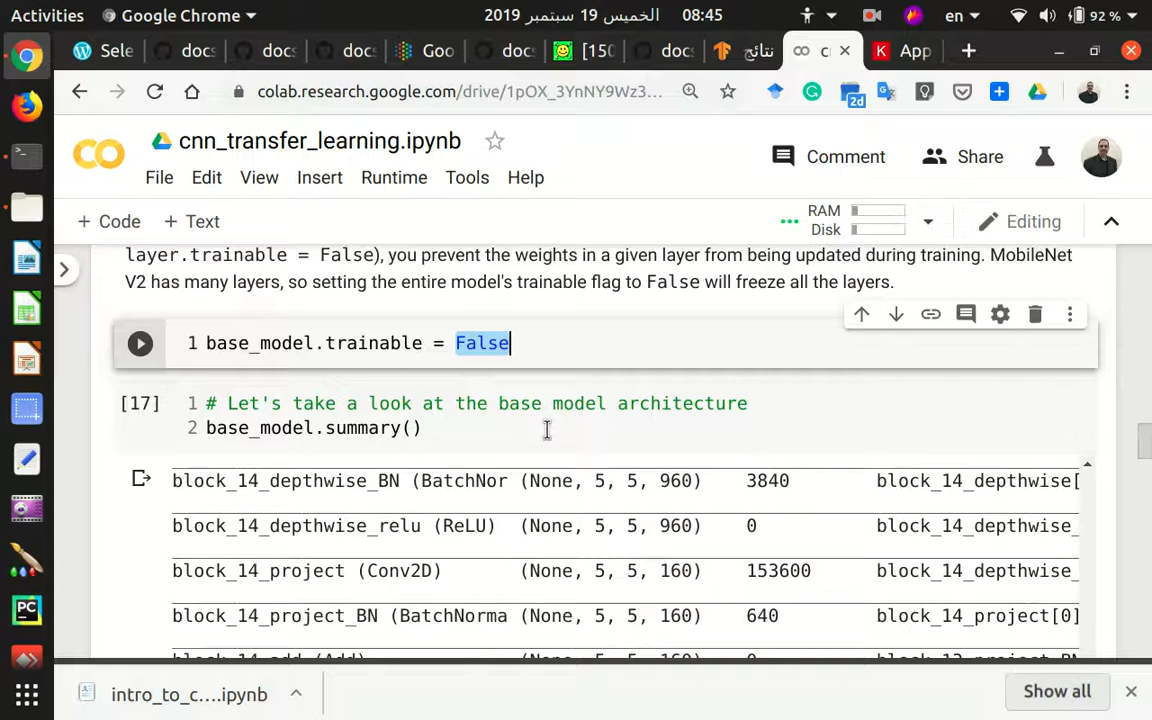 Activities
Google Chrome
الخميس 19 سبتمبر 2019
08:45
en
92 %
Sele
docs
docs
docs
Goo
docs
[150
docs
نتائج
App
colab.research.google.com/drive/1pOX_3YnNY9Wz3...
2d
cnn_transfer_learning.ipynb
Comment
Share
File Edit View Insert Runtime Tools Help
+ Code + Text
RAM
Disk
Editing
layer.trainable = False), you prevent the weights in a given layer from being updated during training. MobileNet
V2 has many layers, so setting the entire model's trainable flag to False will freeze all the layers.
1 base_model.trainable = False
[17] 1 # Let's take a look at the base model architecture
2 base_model.summary()
block_14_depthwise_BN (BatchNor (None, 5, 5, 960) 3840 block_14_depthwise[
block_14_depthwise_relu (ReLU) (None, 5, 5, 960) 0 block_14_depthwise_
block_14_project (Conv2D) (None, 5, 5, 160) 153600 block_14_depthwise_
block_14_project_BN (BatchNorma (None, 5, 5, 160) 640 block_14_project[0]
intro_to_c....ipynb
Show all